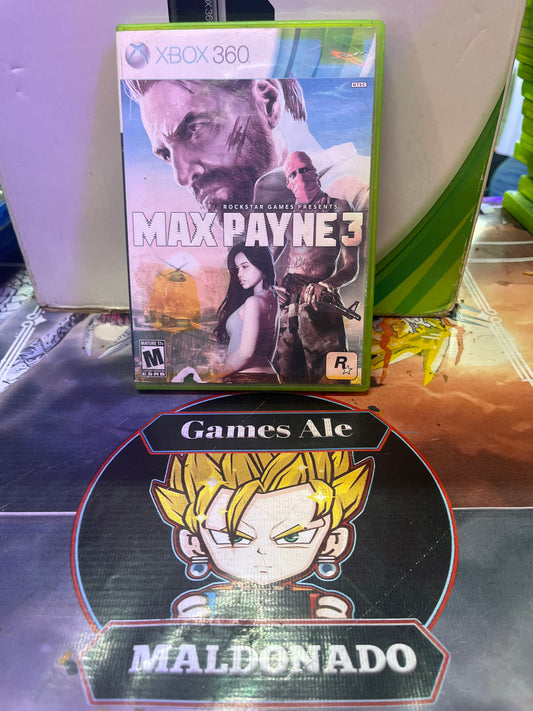 XBOX 360
NTSC
ROCKSTAR GAMES PRESENTS
MAX PAYNE 3
MATURE 17+
M
ESRB
R
Games Ale
MALDONADO